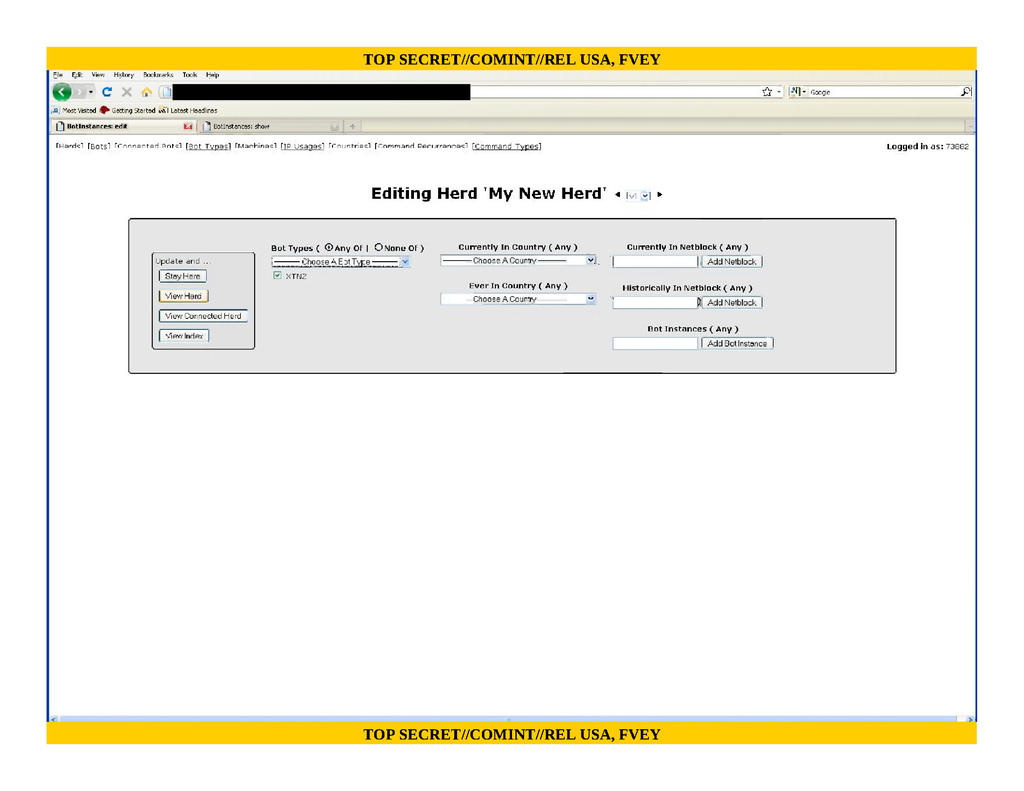 TOP SECRET//COMINT//REL USA, FVEY
File Edit View History Bookmarks Tools Help
Google
Most Visited Getting Started Latest Headlines
BotInstances: edit BotInstances: show
[Herds] [Bots] [Connected Bots] [Bot Types] [Machines] [IP Usages] [Countries] [Command Recurrences] [Command Types] Logged in as: 73882
Editing Herd 'My New Herd'
Bot Types ( Any Of | None Of ) Currently In Country ( Any ) Currently In Netblock ( Any )
Update and ... Choose A Bot Type Choose A Country Add Netblock
Stay Here XTN2
Ever In Country ( Any ) Historically In Netblock ( Any )
View Herd Choose A Country Add Netblock
View Connected Herd
Bot Instances ( Any )
View Index Add BotInstance
TOP SECRET//COMINT//REL USA, FVEY